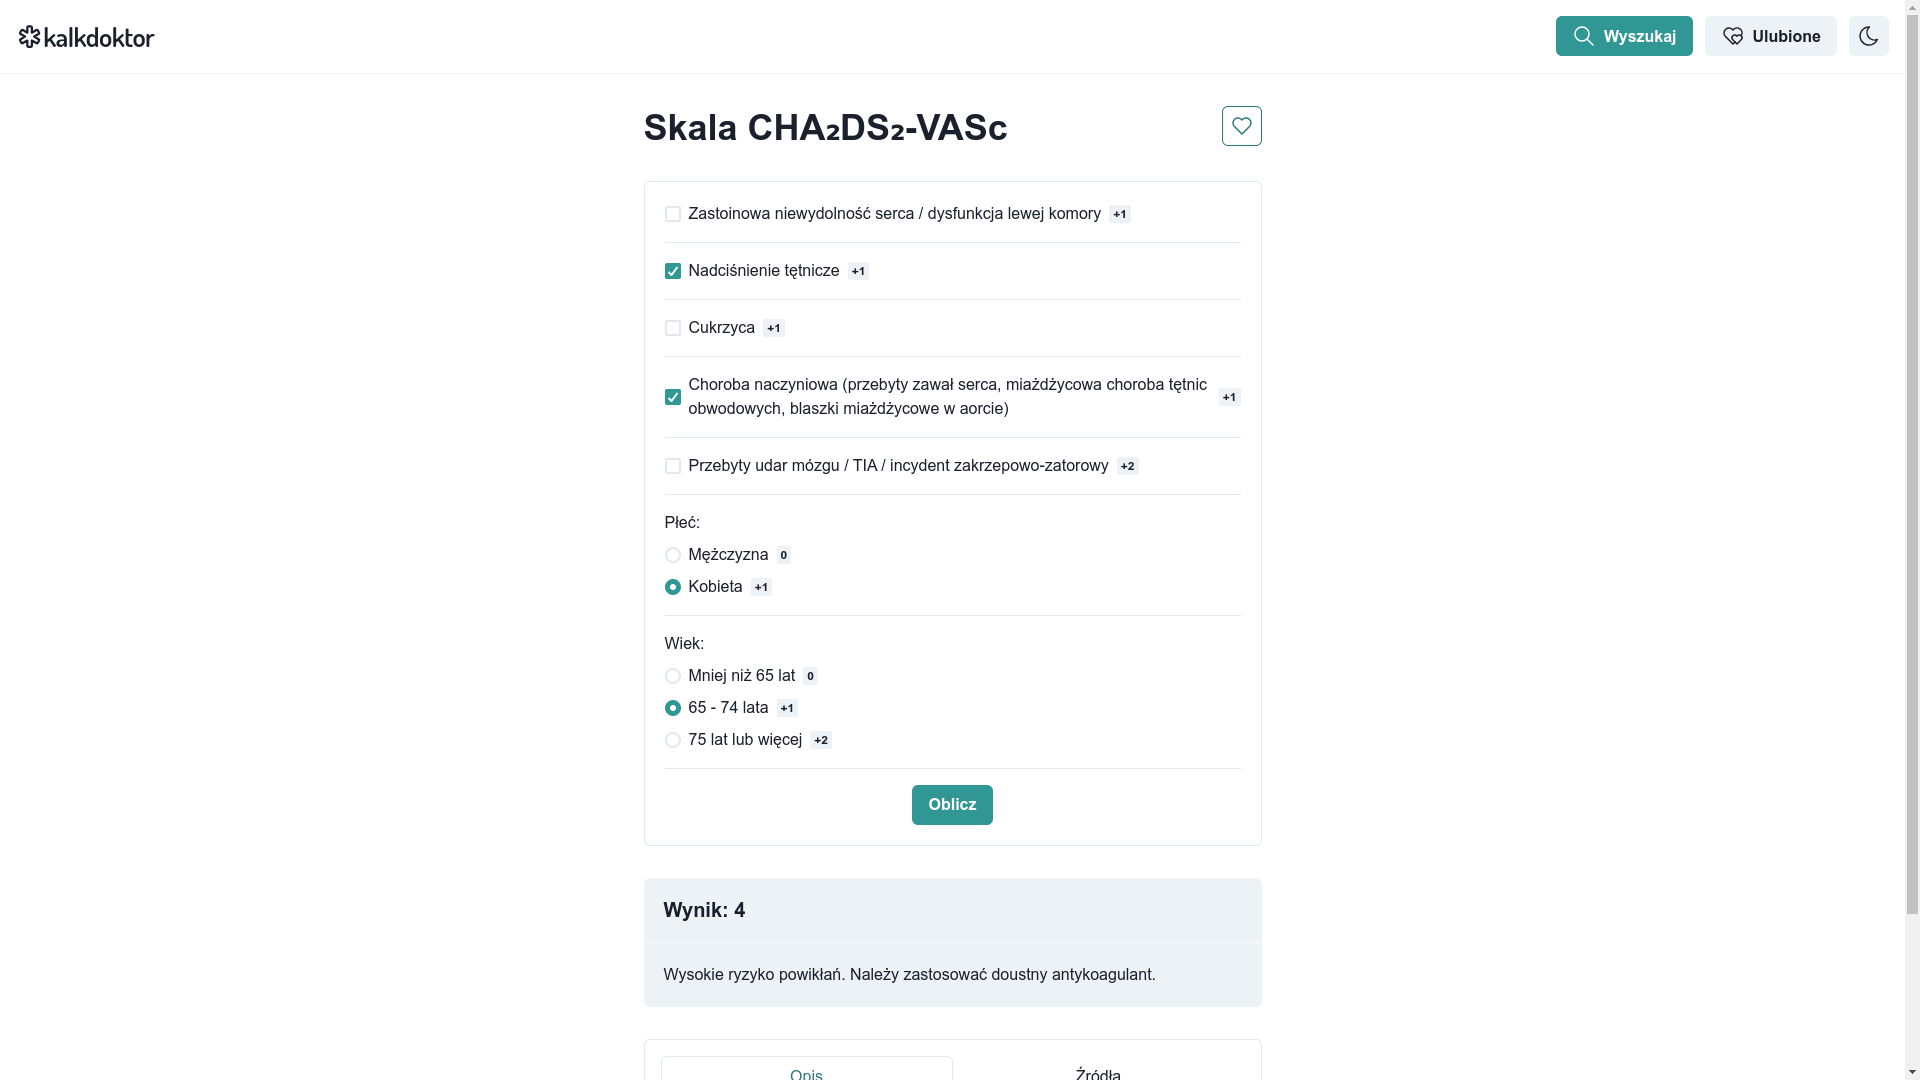 kalkdoktor
Wyszukaj
Ulubione
Skala CHA₂DS₂-VASc
Zastoinowa niewydolność serca / dysfunkcja lewej komory +1
Nadciśnienie tętnicze +1
Cukrzyca +1
Choroba naczyniowa (przebyty zawał serca, miażdżycowa choroba tętnic
obwodowych, blaszki miażdżycowe w aorcie) +1
Przebyty udar mózgu / TIA / incydent zakrzepowo-zatorowy +2
Płeć:
Mężczyzna 0
Kobieta +1
Wiek:
Mniej niż 65 lat 0
65 - 74 lata +1
75 lat lub więcej +2
Oblicz
Wynik: 4
Wysokie ryzyko powikłań. Należy zastosować doustny antykoagulant.
Opis
Źródła